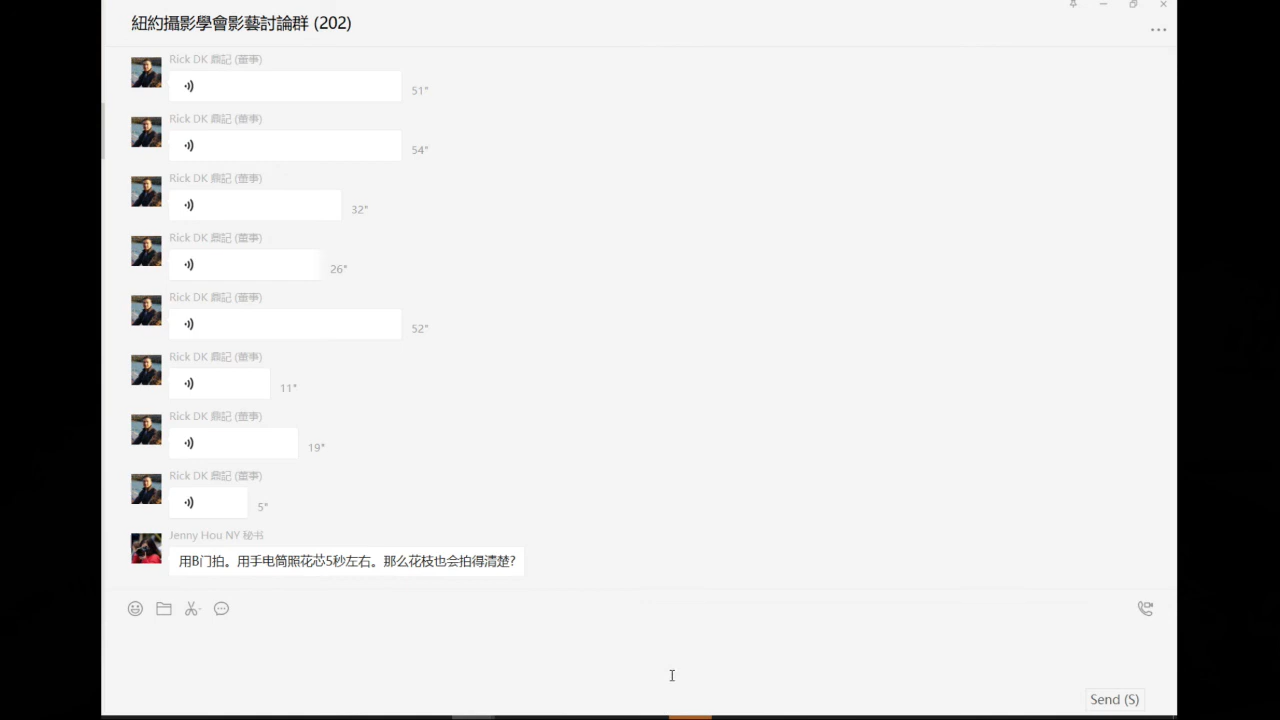 紐約攝影學會影藝討論群 (202)
Rick DK 鼎記 (董事)
51"
Rick DK 鼎記 (董事)
54"
Rick DK 鼎記 (董事)
32"
Rick DK 鼎記 (董事)
26"
Rick DK 鼎記 (董事)
52"
Rick DK 鼎記 (董事)
11"
Rick DK 鼎記 (董事)
19"
Rick DK 鼎記 (董事)
5"
Jenny Hou NY 秘书
用B门拍。用手电筒照花芯5秒左右。那么花枝也会拍得清楚?
Send (S)